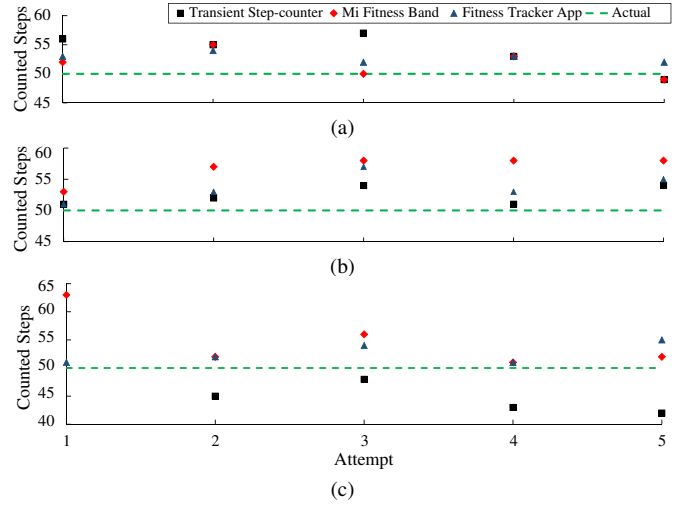 Transient Step-counter Mi Fitness Band Fitness Tracker App Actual
Counted Steps
60
55
50
45
(a)
Counted Steps
60
55
50
45
(b)
Counted Steps
65
60
55
50
45
40
1 2 3 4 5
Attempt
(c)